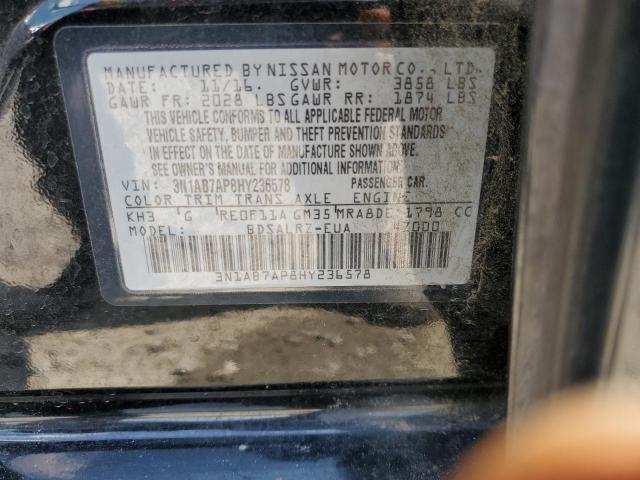 MANUFACTURED BY NISSAN MOTOR CO., LTD.
DATE: 11/16. GVWR: 3858 LBS
GAWR FR: 2028 LBS GAWR RR: 1874 LBS
THIS VEHICLE CONFORMS TO ALL APPLICABLE FEDERAL MOTOR
VEHICLE SAFETY, BUMPER AND THEFT PREVENTION STANDARDS
IN EFFECT ON THE DATE OF MANUFACTURE SHOWN ABOVE.
SEE OWNER'S MANUAL FOR ADDITIONAL INFORMATION
VIN: 3N1AB7AP8HY236578 PASSENGER CAR.
COLOR TRIM TRANS AXLE ENGINE
KH3 G RE0F11A GM35 MRA8DE 1798 CC
MODEL: BDSALRZ-EUA 47000
3N1AB7AP8HY236578